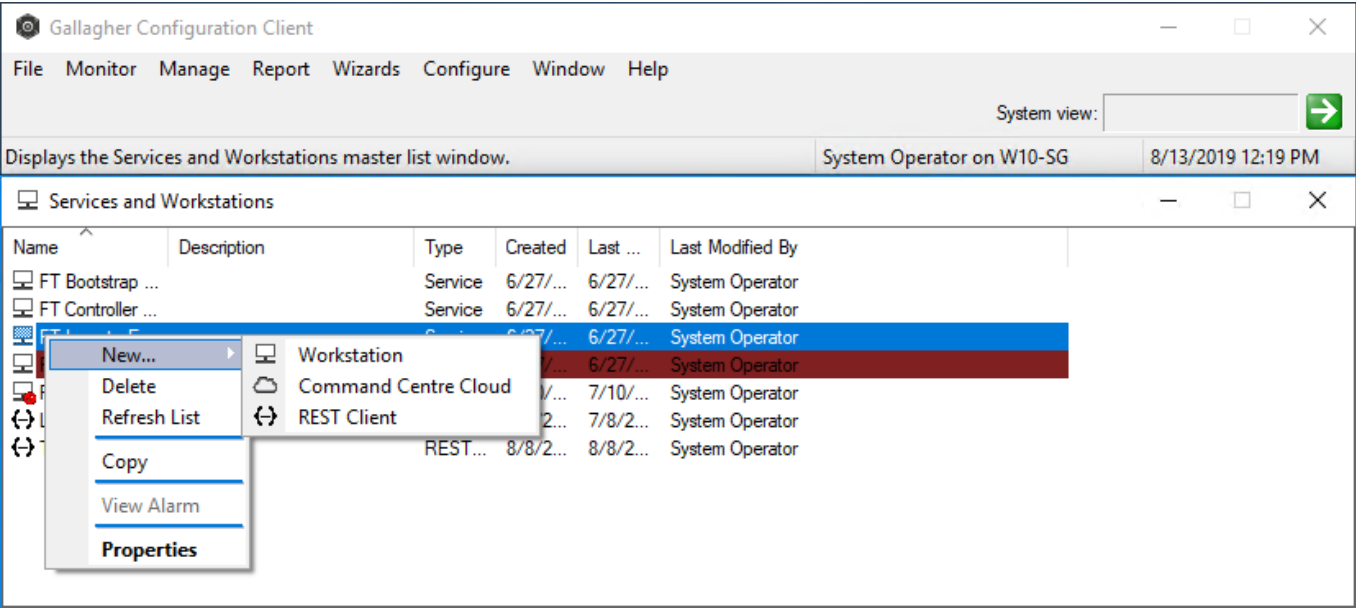 Gallagher Configuration Client
File Monitor Manage Report Wizards Configure Window Help
System view:
Displays the Services and Workstations master list window. System Operator on W10-SG 8/13/2019 12:19 PM
Services and Workstations
Name Description Type Created Last ... Last Modified By
FT Bootstrap ... Service 6/27/... 6/27/... System Operator
FT Controller ... Service 6/27/... 6/27/... System Operator
6/27/... System Operator
New... Workstation 6/27/... System Operator
Delete Command Centre Cloud 7/10/... System Operator
Refresh List REST Client 7/8/2... System Operator
REST... 8/8/2... 8/8/2... System Operator
Copy
View Alarm
Properties